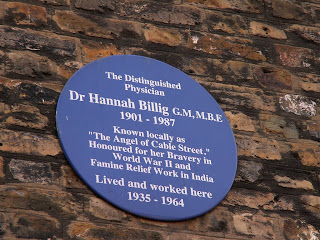 The Distinguished
Physician
Dr Hannah Billig G.M,M.B.E
1901 - 1987
Known locally as
"The Angel of Cable Street,"
Honoured for her Bravery in
World War II and
Famine Relief Work in India
Lived and worked here
1935 - 1964